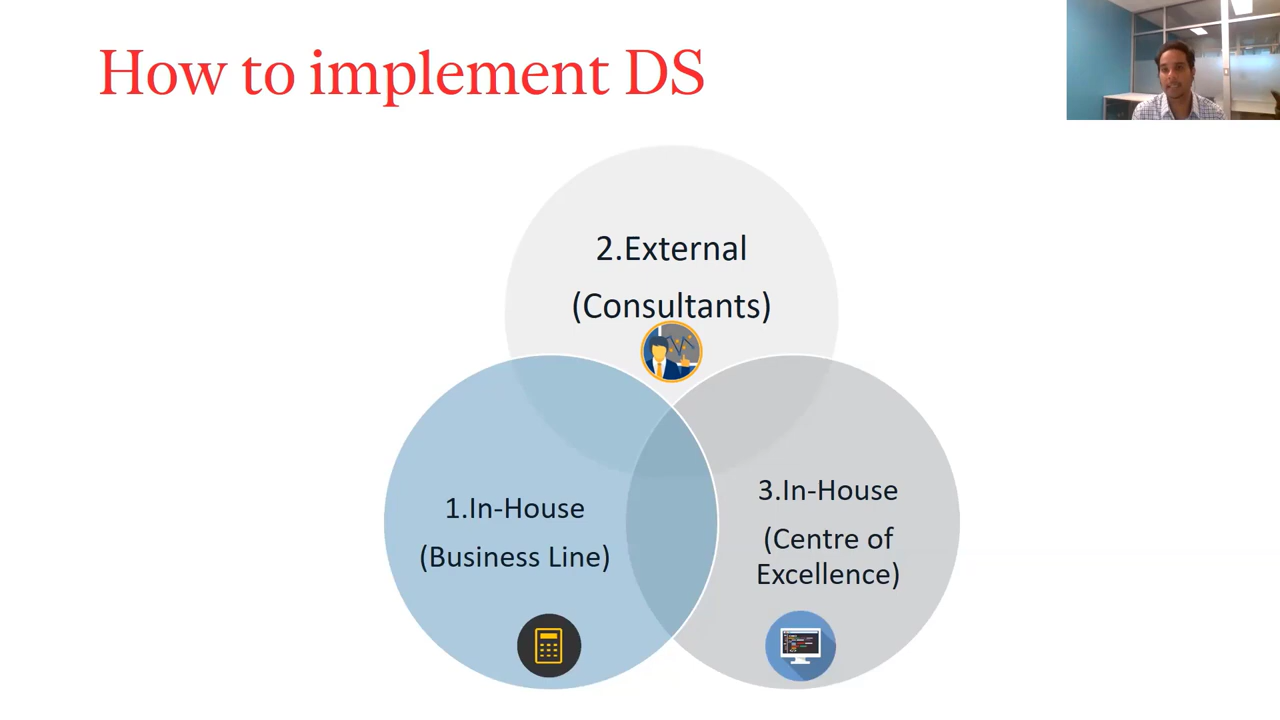 How to implement DS
2.External
(Consultants)
1.In-House
(Business Line)
3.In-House
(Centre of
Excellence)